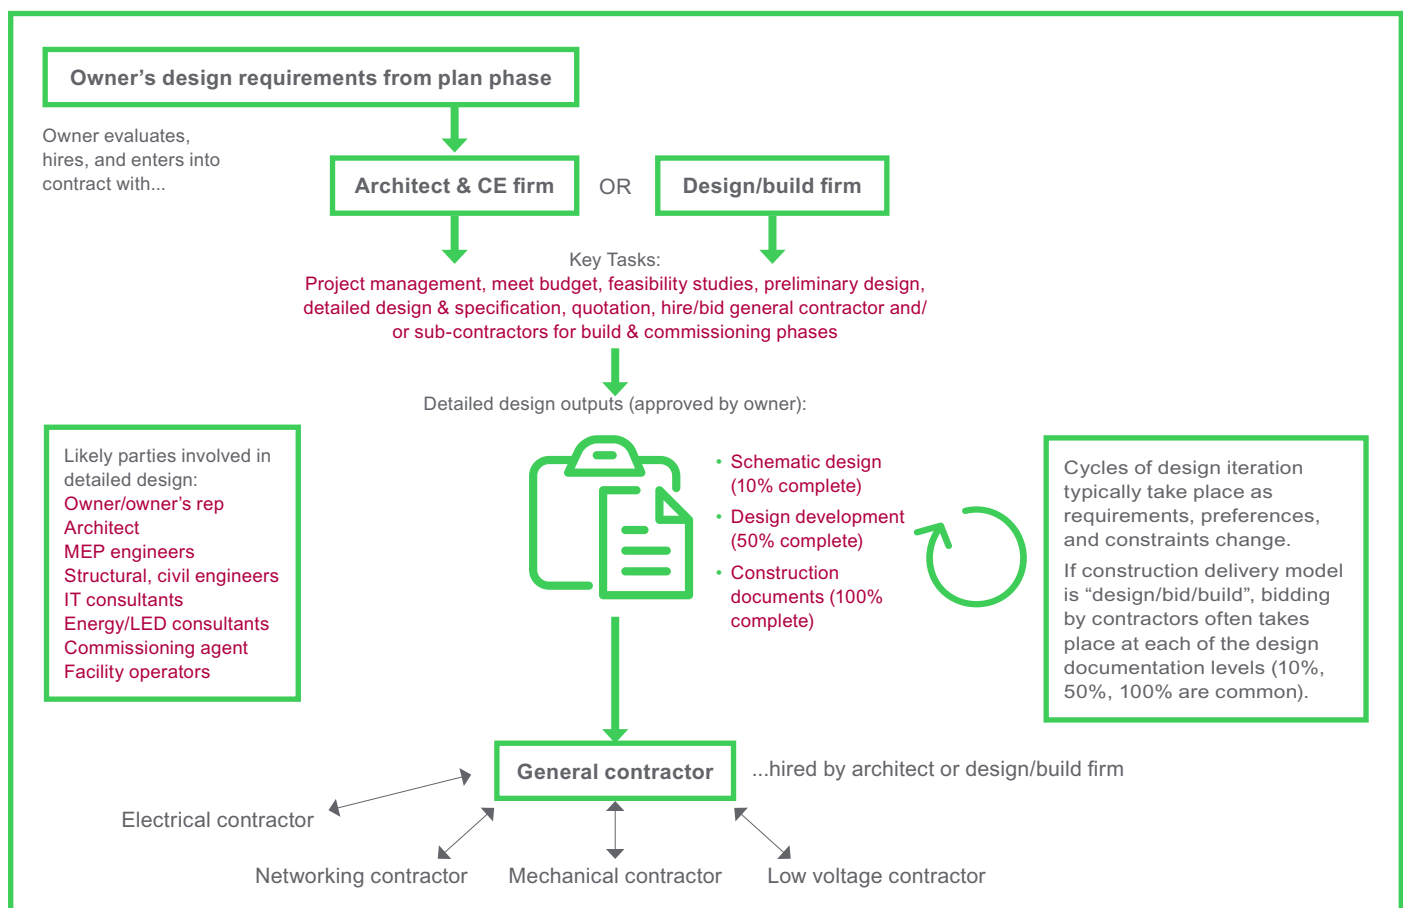 Owner’s design requirements from plan phase
Owner evaluates,
hires, and enters into
contract with...
Architect & CE firm
OR
Design/build firm
Key Tasks:
Project management, meet budget, feasibility studies, preliminary design,
detailed design & specification, quotation, hire/bid general contractor and/
or sub-contractors for build & commissioning phases
Detailed design outputs (approved by owner):
Likely parties involved in
detailed design:
Owner/owner’s rep
Architect
MEP engineers
Structural, civil engineers
IT consultants
Energy/LED consultants
Commissioning agent
Facility operators
• Schematic design
(10% complete)
• Design development
(50% complete)
• Construction
documents (100%
complete)
Cycles of design iteration
typically take place as
requirements, preferences,
and constraints change.
If construction delivery model
is “design/bid/build”, bidding
by contractors often takes
place at each of the design
documentation levels (10%,
50%, 100% are common).
General contractor
...hired by architect or design/build firm
Electrical contractor
Networking contractor
Mechanical contractor
Low voltage contractor